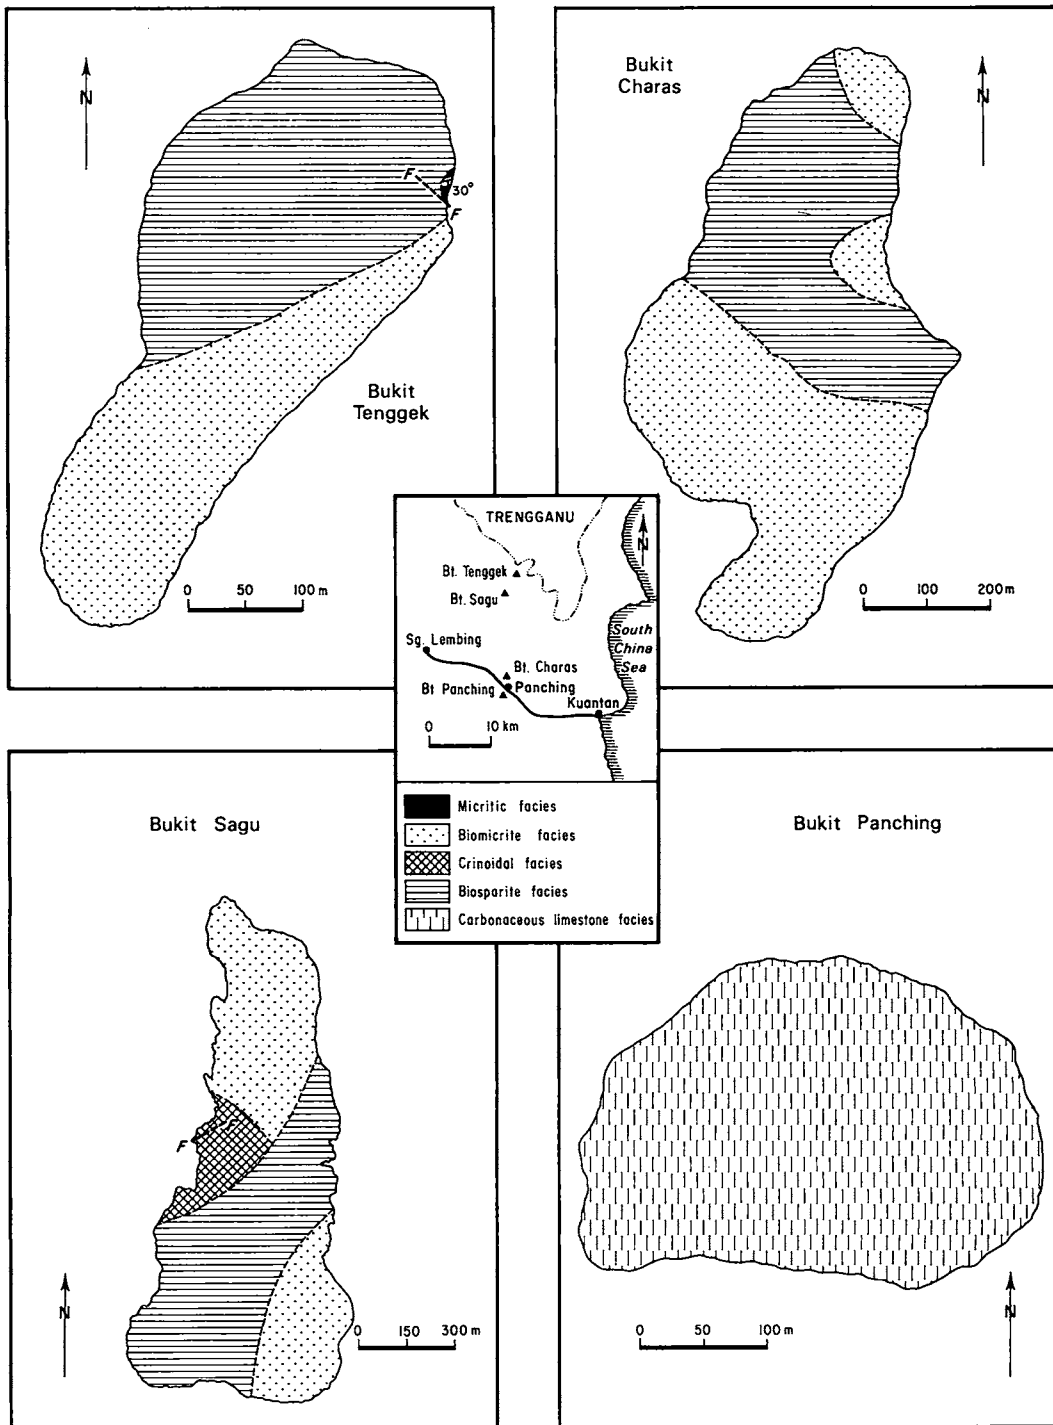 N
F
30°
F
Bukit
Tenggek
0 50 100 m
Bukit
Charas
N
0 100 200 m
TRENGGANU
N
Bt. Tenggek
Bt. Sagu
South
China
Sea
Sg. Lembing
Bt. Charas
Panching
Bt Panching
Kuantan
0 10 km
Micritic facies
Biomicrite facies
Crinoidal facies
Biosparite facies
Carbonaceous limestone facies
Bukit Sagu
F
F
N
0 150 300 m
Bukit Panching
N
0 50 100 m